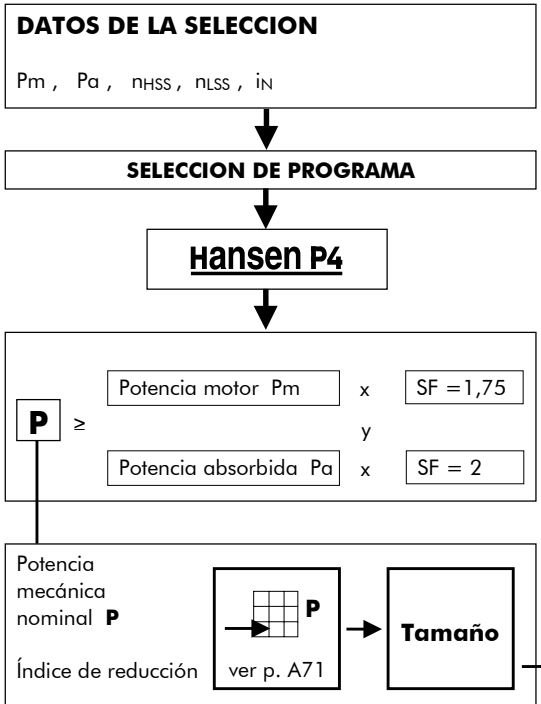 DATOS DE LA SELECCION
Pm , Pa , nHSS , nLSS , iN
SELECCION DE PROGRAMA
Hansen P4
P ≥
Potencia motor Pm x SF =1,75
y
Potencia absorbida Pa x SF = 2
Potencia
mecánica
nominal P
Índice de reducción
P
ver p. A71
Tamaño